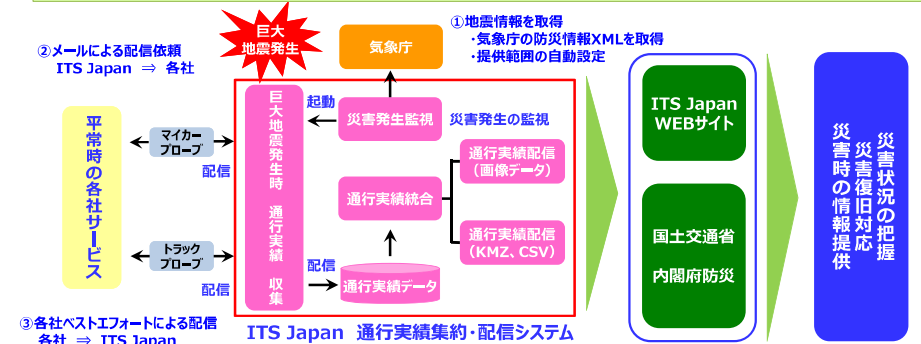 巨大
地震発生
①地震情報を取得
・気象庁の防災情報XMLを取得
・提供範囲の自動設定
気象庁
②メールによる配信依頼
ITS Japan ⇒ 各社
平常時の各社サービス
マイカー
プローブ
配信
トラック
プローブ
配信
巨大地震発生時 通行実績 収集
起動
災害発生監視
災害発生の監視
通行実績配信
(画像データ)
通行実績統合
通行実績配信
(KMZ、CSV)
配信
通行実績データ
③各社ベストエフォートによる配信
各社 ⇒ ITS Japan
ITS Japan 通行実績集約・配信システム
ITS Japan
WEBサイト
国土交通省
内閣府防災
災害状況の把握
災害復旧対応
災害時の情報提供